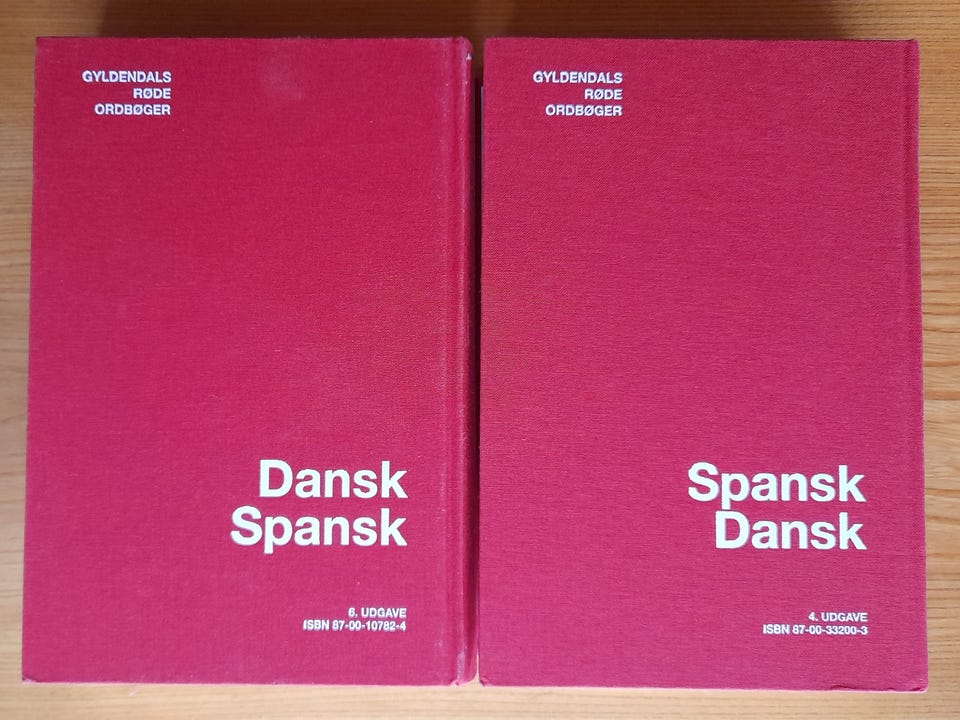 GYLDENDALS
RØDE
ORDBØGER
Dansk
Spansk
6. UDGAVE
ISBN 87-00-10782-4
GYLDENDALS
RØDE
ORDBØGER
Spansk
Dansk
4. UDGAVE
ISBN 87-00-33200-3